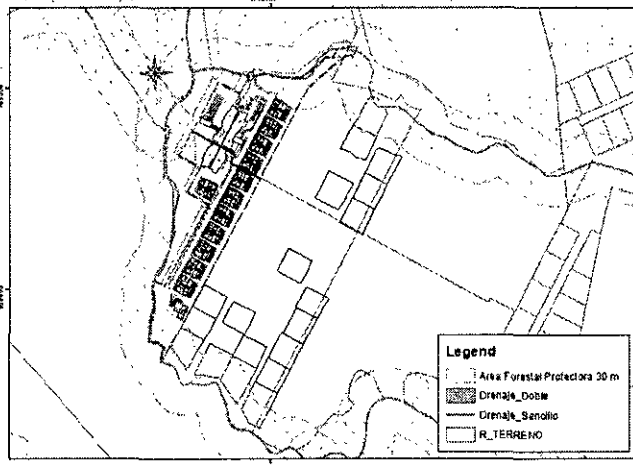 Legend
Area Forestal Protectora 30 m
Drenaje_Doble
Drenaje_Sencillo
R_TERRENO